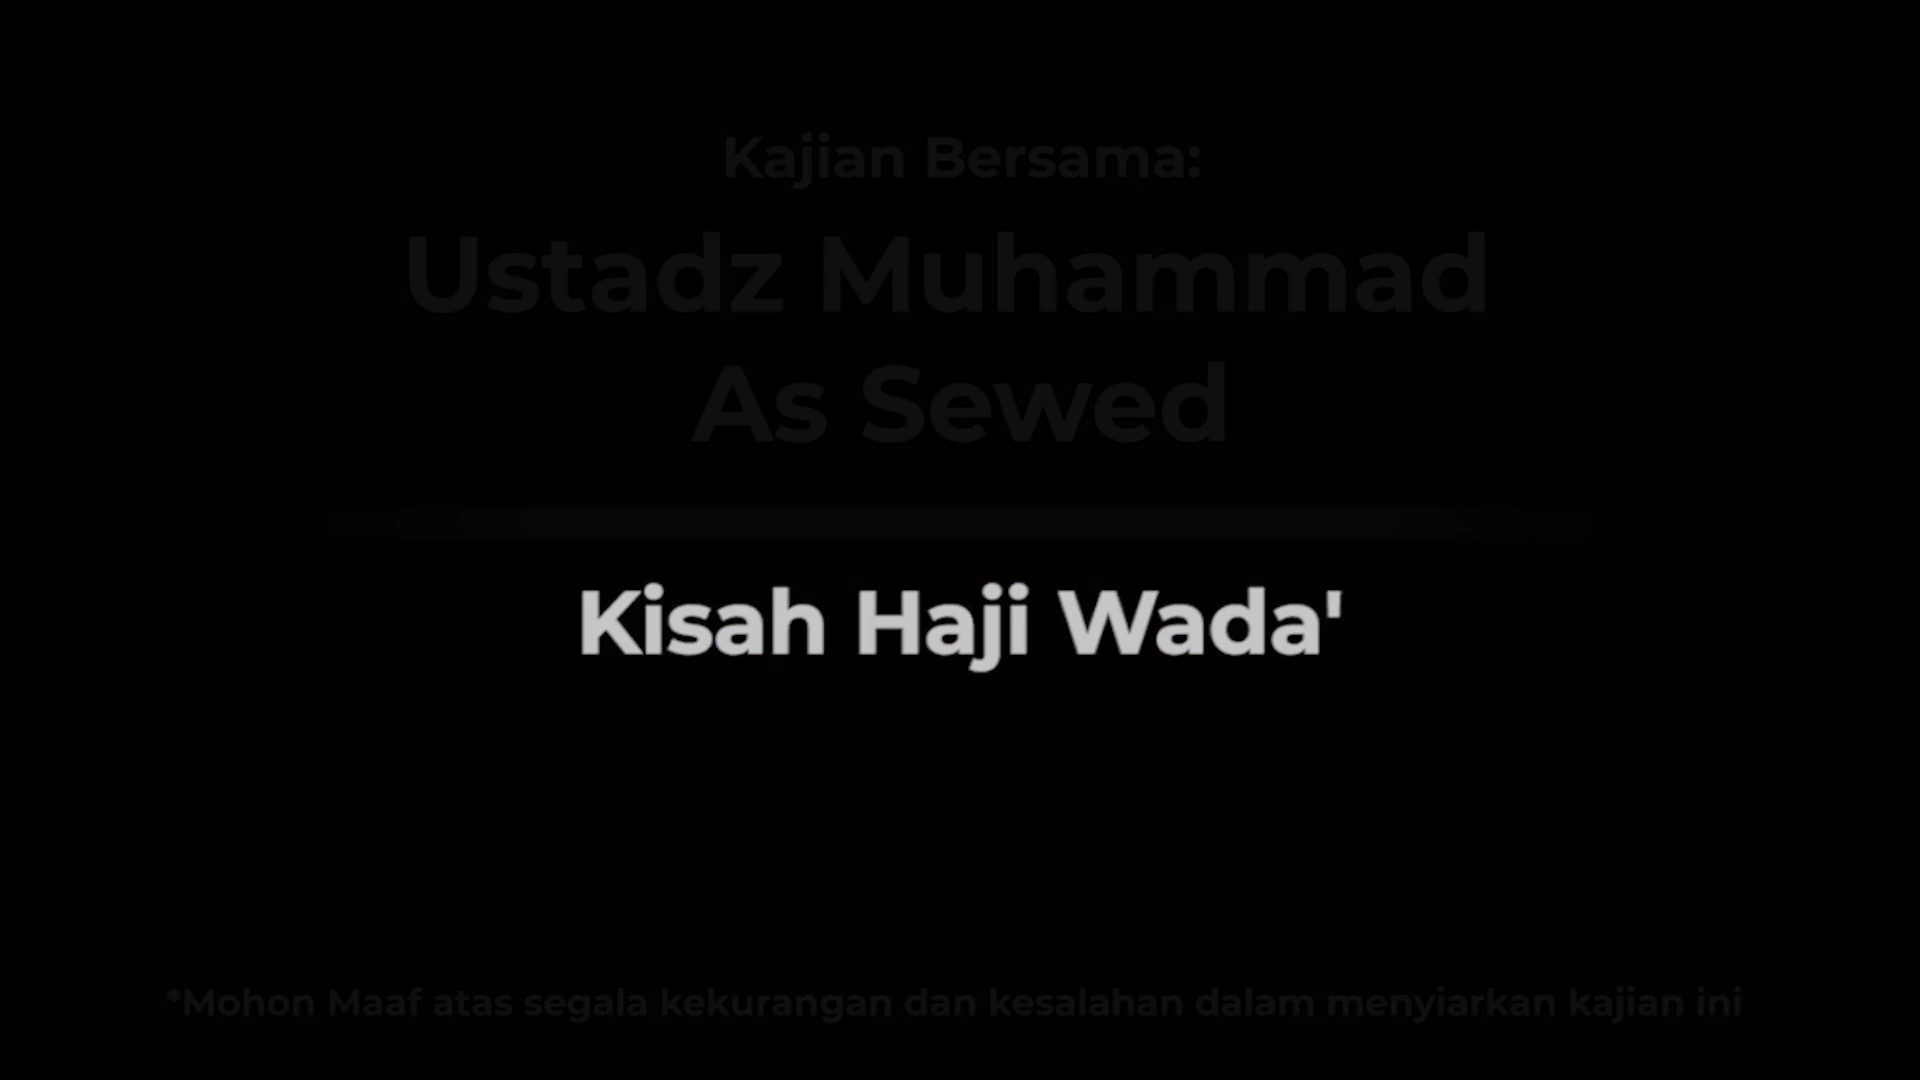 Kajian Bersama:
Ustadz Muhammad
As Sewed
Kisah Haji Wada'
*Mohon Maaf atas segala kekurangan dan kesalahan dalam menyiarkan kajian ini